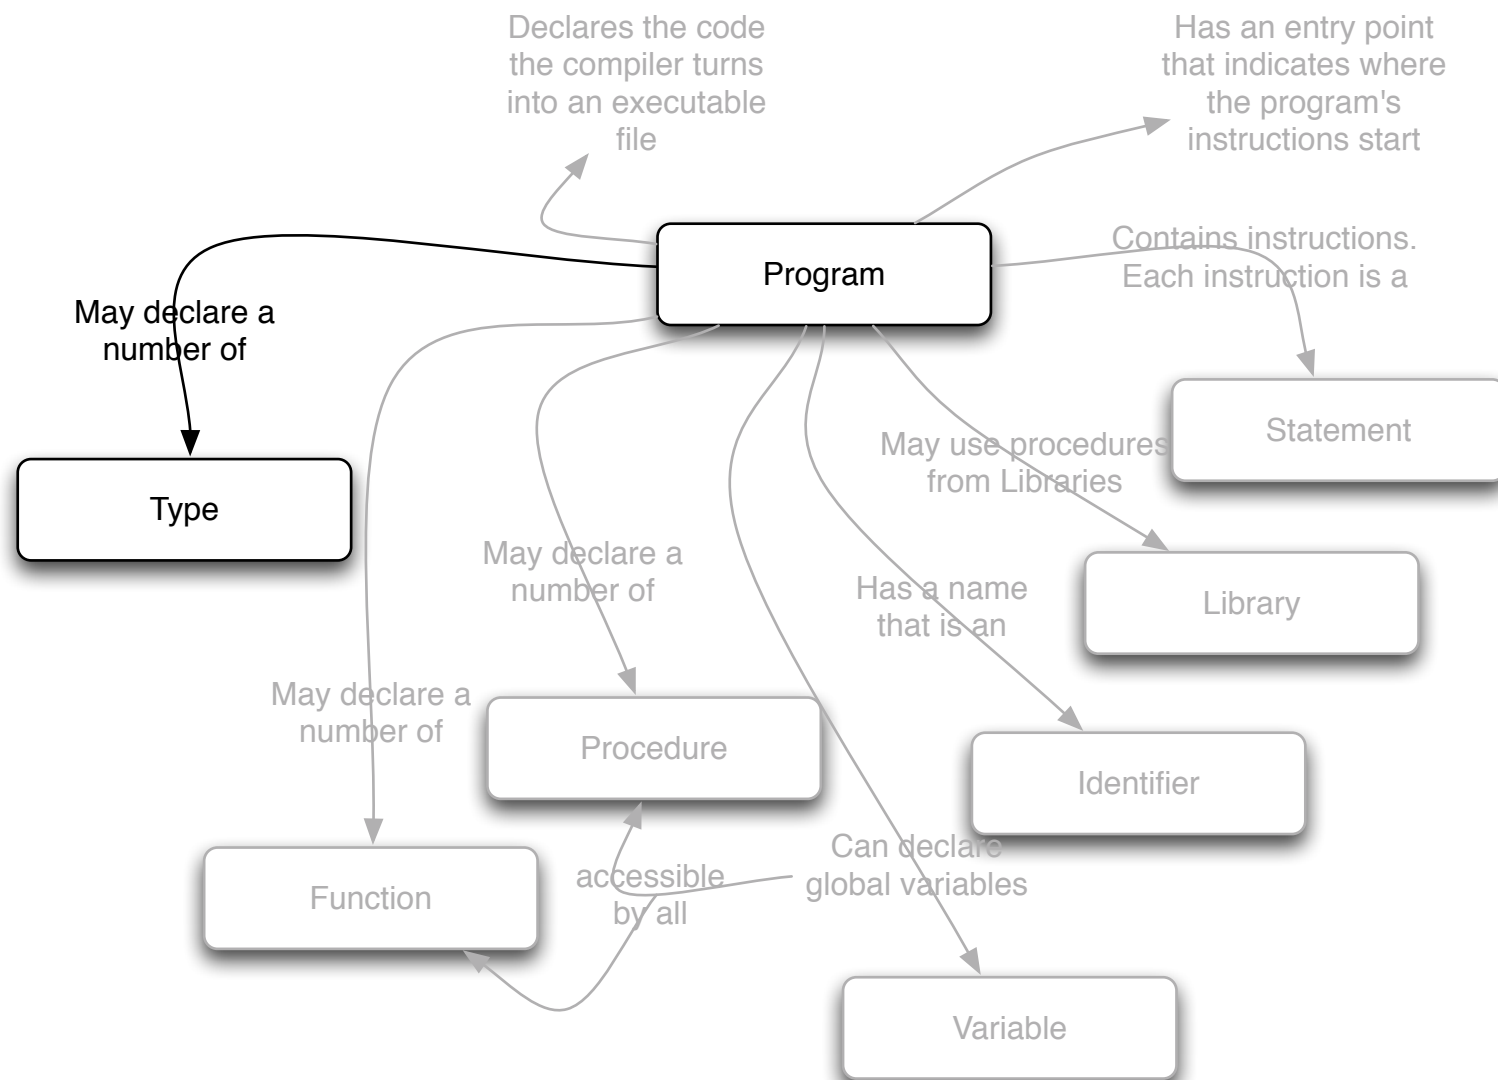 Declares the code
the compiler turns
into an executable
file
Has an entry point
that indicates where
the program's
instructions start
Program
Contains instructions.
Each instruction is a
May declare a
number of
Statement
May use procedures
from Libraries
Type
May declare a
number of
Has a name
that is an
Library
May declare a
number of
Procedure
Identifier
Can declare
global variables
accessible
by all
Function
Variable